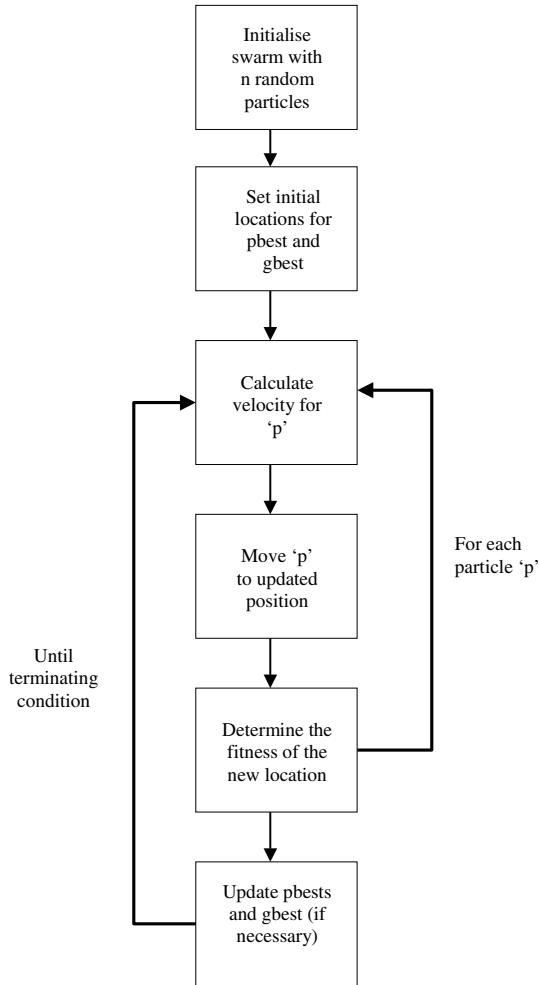 Initialise
swarm with
n random
particles
Set initial
locations for
pbest and
gbest
Calculate
velocity for
‘p’
For each
particle ‘p’
Move ‘p’
to updated
position
Until
terminating
condition
Determine the
fitness of the
new location
Update pbests
and gbest (if
necessary)